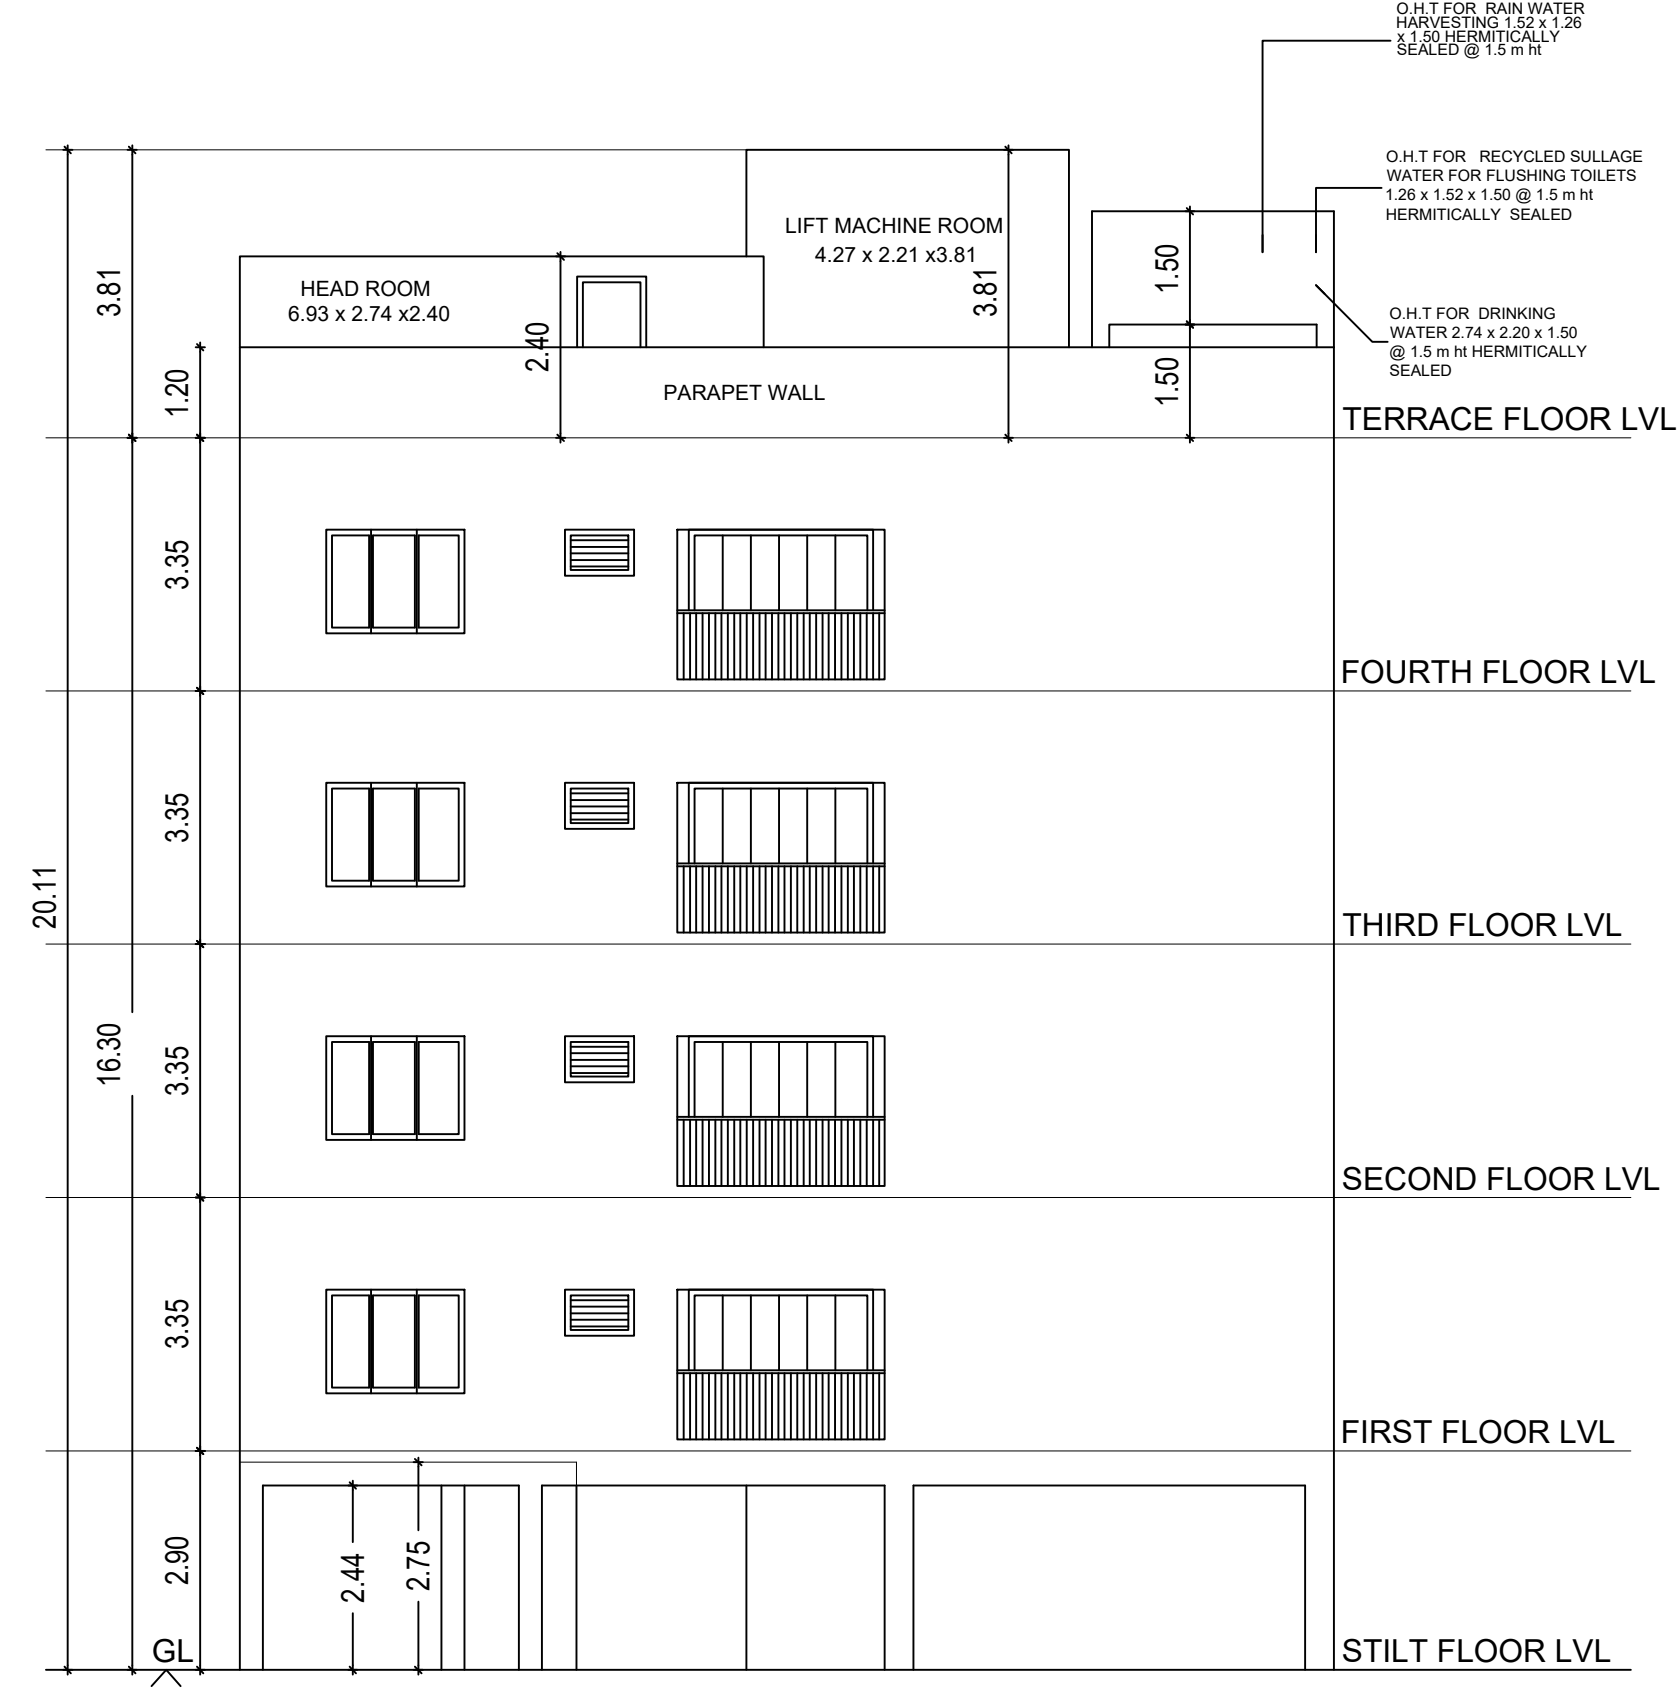 O.H.T FOR RAIN WATER
HARVESTING 1.52 x 1.26
x 1.50 HERMITICALLY
SEALED @ 1.5 m ht
O.H.T FOR RECYCLED SULLAGE
WATER FOR FLUSHING TOILETS
1.26 x 1.52 x 1.50 @ 1.5 m ht
HERMITICALLY SEALED
LIFT MACHINE ROOM
4.27 x 2.21 x3.81
HEAD ROOM
6.93 x 2.74 x2.40
3.81
2.40
3.81
1.50
O.H.T FOR DRINKING
WATER 2.74 x 2.20 x 1.50
@ 1.5 m ht HERMITICALLY
SEALED
1.20
PARAPET WALL
1.50
TERRACE FLOOR LVL
3.35
FOURTH FLOOR LVL
3.35
20.11
THIRD FLOOR LVL
16.30
3.35
SECOND FLOOR LVL
3.35
FIRST FLOOR LVL
2.90
2.44
2.75
GL
STILT FLOOR LVL